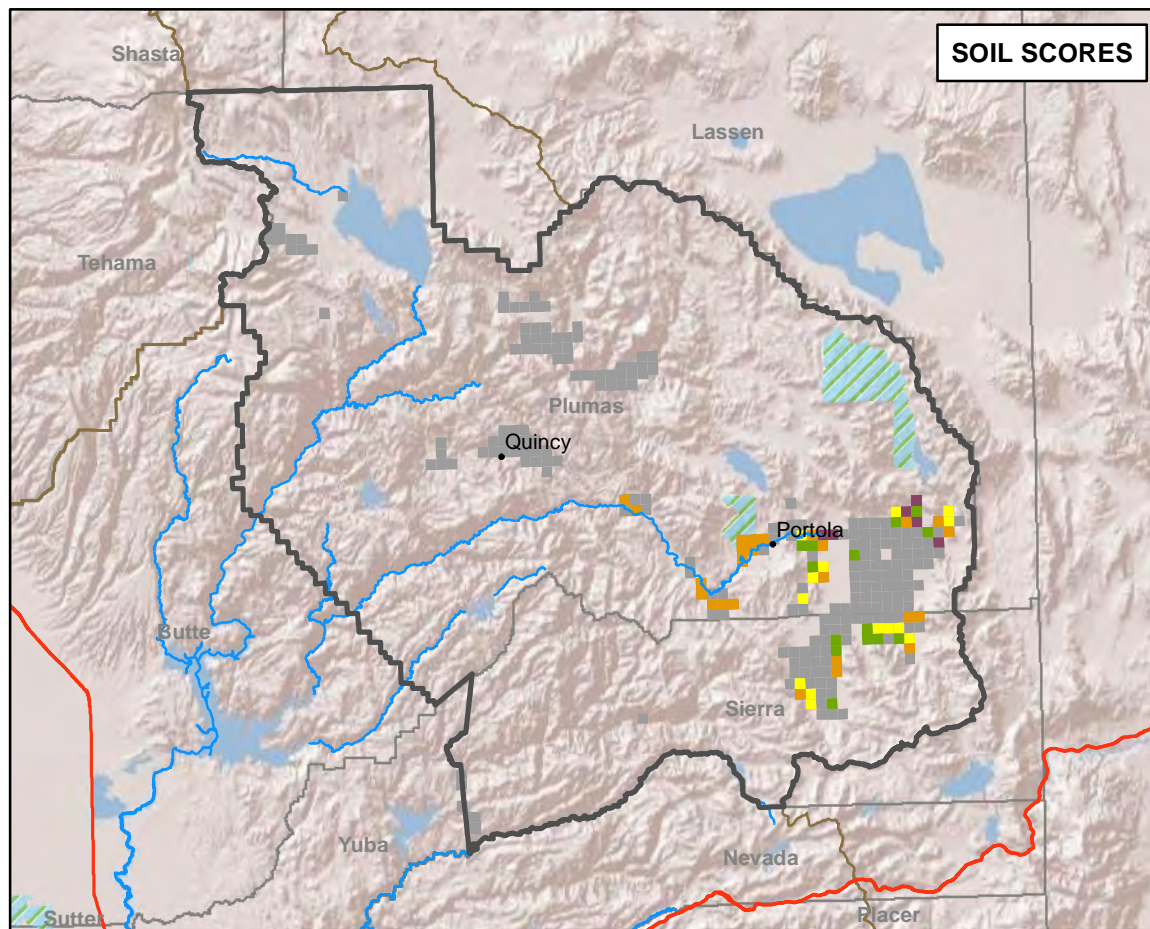 SOIL SCORES
Shasta
Lassen
Tehama
Plumas
Quincy
Portola
Butte
Sierra
Yuba
Nevada
Sutter
Placer